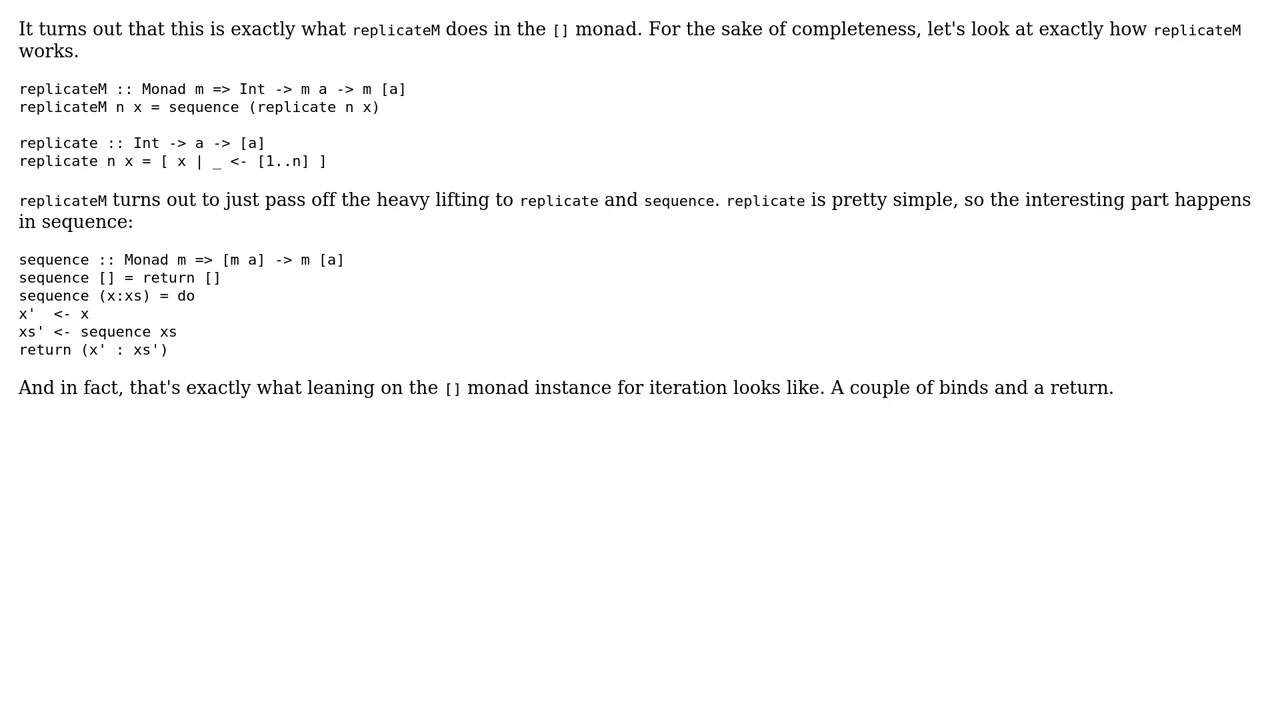 It turns out that this is exactly what replicateM does in the [] monad. For the sake of completeness, let's look at exactly how replicateM
works.
replicateM :: Monad m => Int -> m a -> m [a]
replicateM n x = sequence (replicate n x)
replicate :: Int -> a -> [a]
replicate n x = [ x | _ <- [1..n] ]
replicateM turns out to just pass off the heavy lifting to replicate and sequence. replicate is pretty simple, so the interesting part happens
in sequence:
sequence :: Monad m => [m a] -> m [a]
sequence [] = return []
sequence (x:xs) = do
x'  <- x
xs' <- sequence xs
return (x' : xs')
And in fact, that's exactly what leaning on the [] monad instance for iteration looks like. A couple of binds and a return.